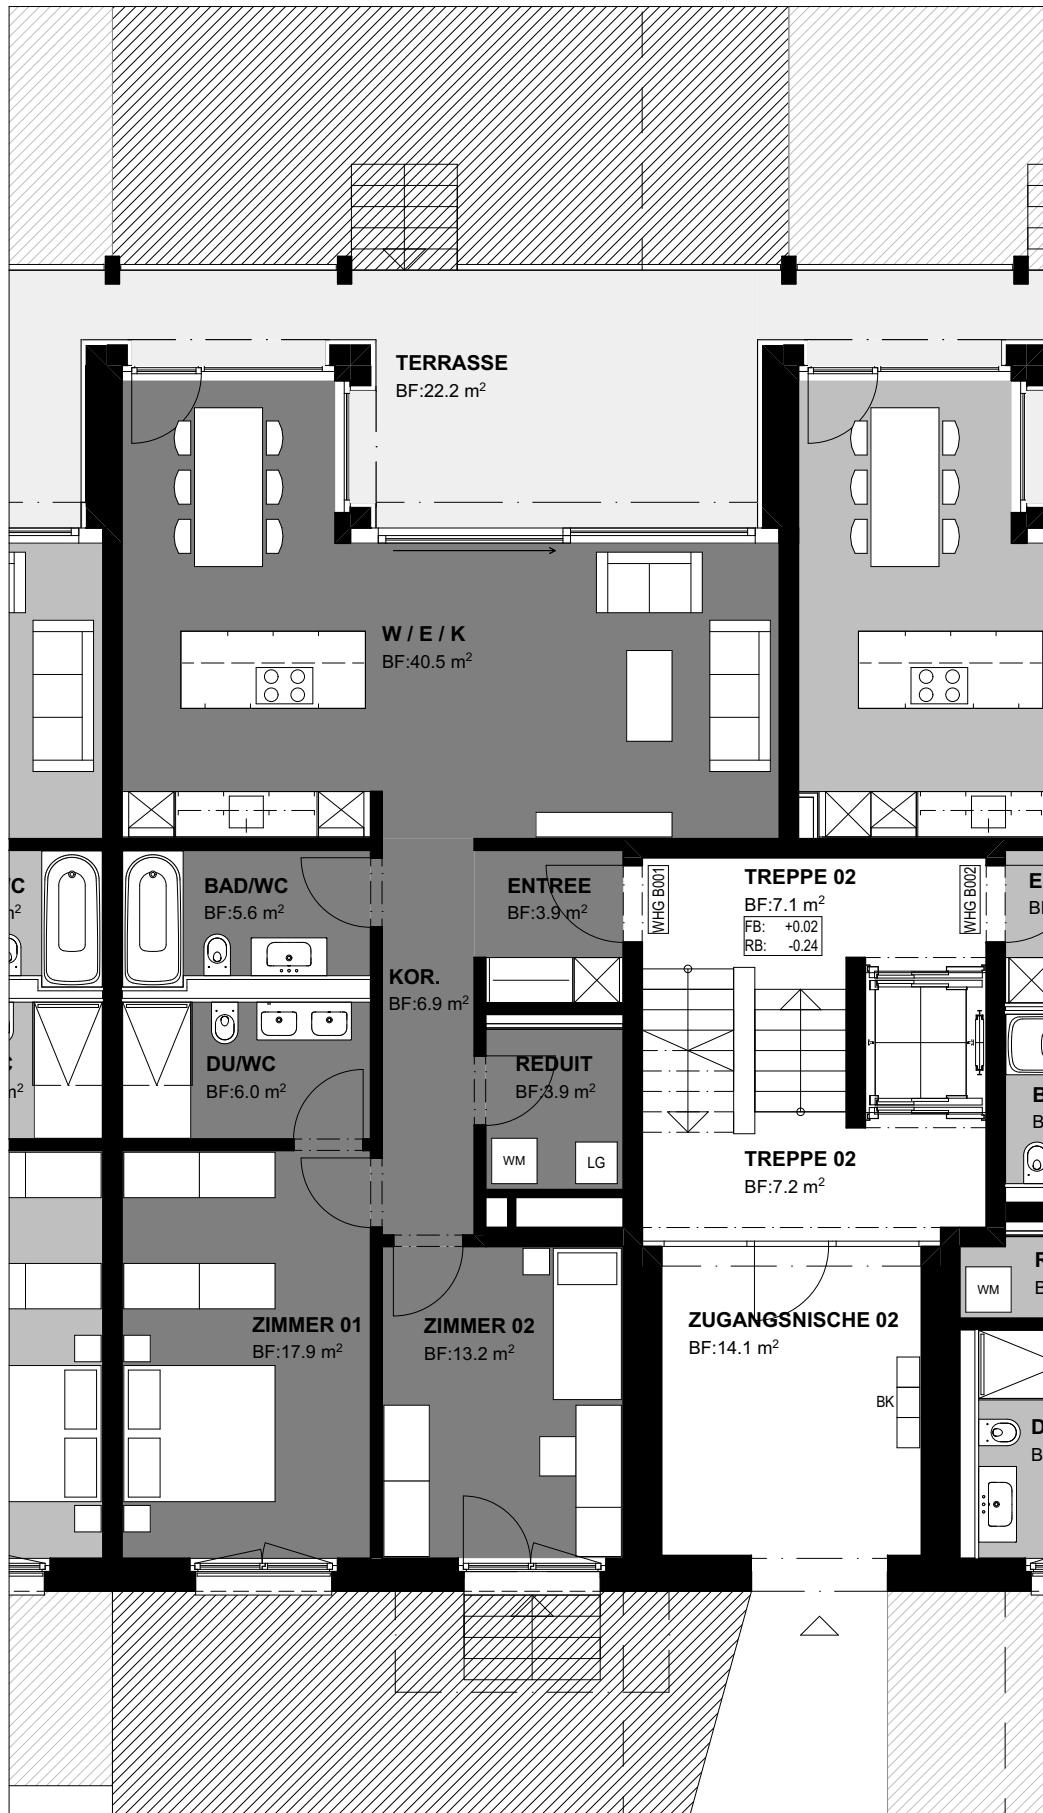 TERRASSE
BF:22.2 m²
W / E / K
BF:40.5 m²
BAD/WC
BF:5.6 m²
ENTREE
BF:3.9 m²
WHG B001
TREPPE 02
BF:7.1 m²
FB: +0.02
RB: -0.24
WHG B002
KOR.
BF:6.9 m²
DU/WC
BF:6.0 m²
REDUIT
BF:3.9 m²
WM
LG
TREPPE 02
BF:7.2 m²
ZIMMER 01
BF:17.9 m²
ZIMMER 02
BF:13.2 m²
ZUGANGSNISCHE 02
BF:14.1 m²
BK
WM